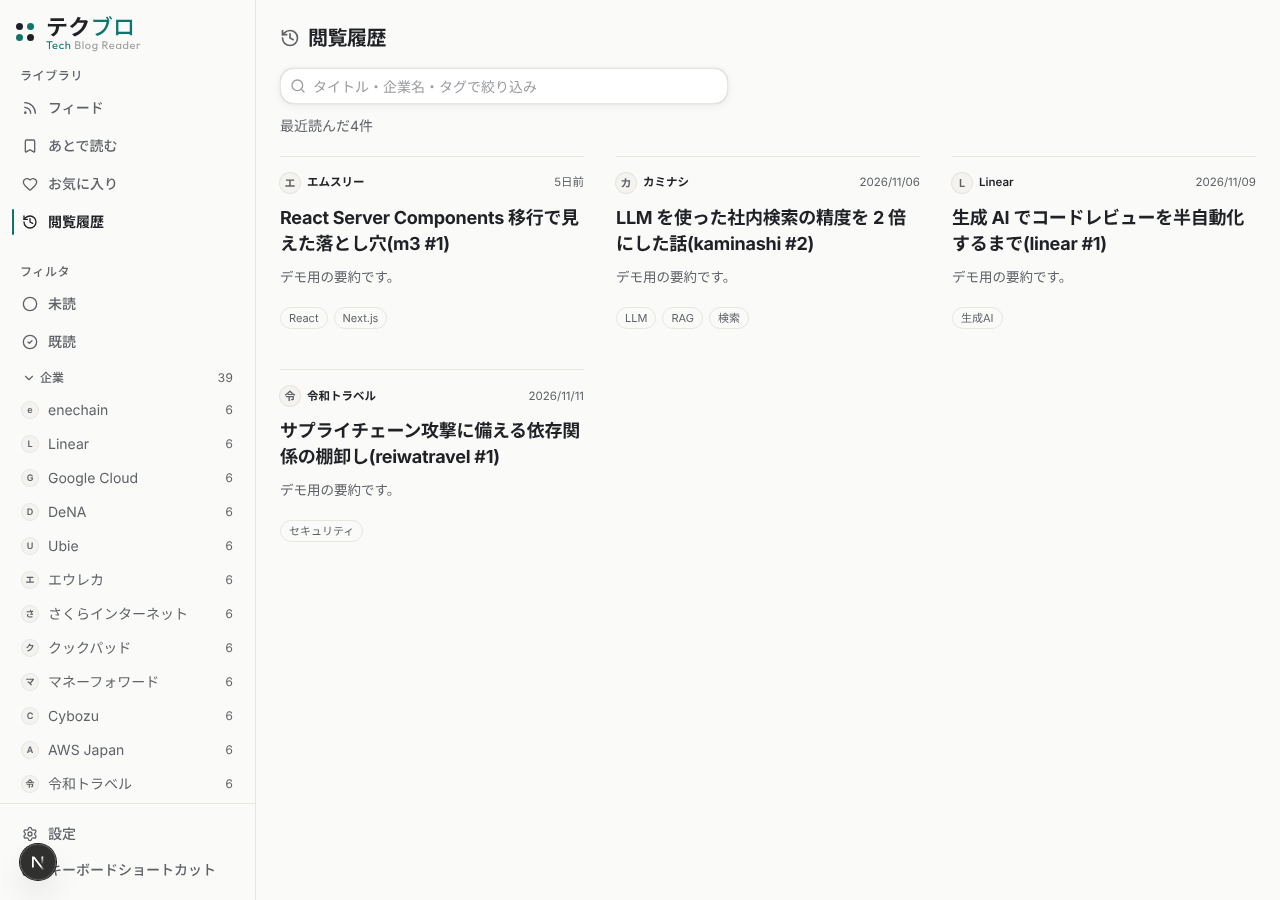 テクブロ
Tech Blog Reader
ライブラリ
フィード
あとで読む
お気に入り
閲覧履歴
フィルタ
未読
既読
企業 39
e enechain 6
L Linear 6
G Google Cloud 6
D DeNA 6
U Ubie 6
エ エウレカ 6
さ さくらインターネット 6
ク クックパッド 6
マ マネーフォワード 6
C Cybozu 6
A AWS Japan 6
令 令和トラベル 6
設定
N キーボードショートカット
閲覧履歴
タイトル・企業名・タグで絞り込み
最近読んだ4件
エ エムスリー 5日前
React Server Components 移行で見
えた落とし穴(m3 #1)
デモ用の要約です。
React Next.js
カ カミナシ 2026/11/06
LLM を使った社内検索の精度を 2 倍
にした話(kaminashi #2)
デモ用の要約です。
LLM RAG 検索
L Linear 2026/11/09
生成 AI でコードレビューを半自動化
するまで(linear #1)
デモ用の要約です。
生成AI
令 令和トラベル 2026/11/11
サプライチェーン攻撃に備える依存関
係の棚卸し(reiwatravel #1)
デモ用の要約です。
セキュリティ